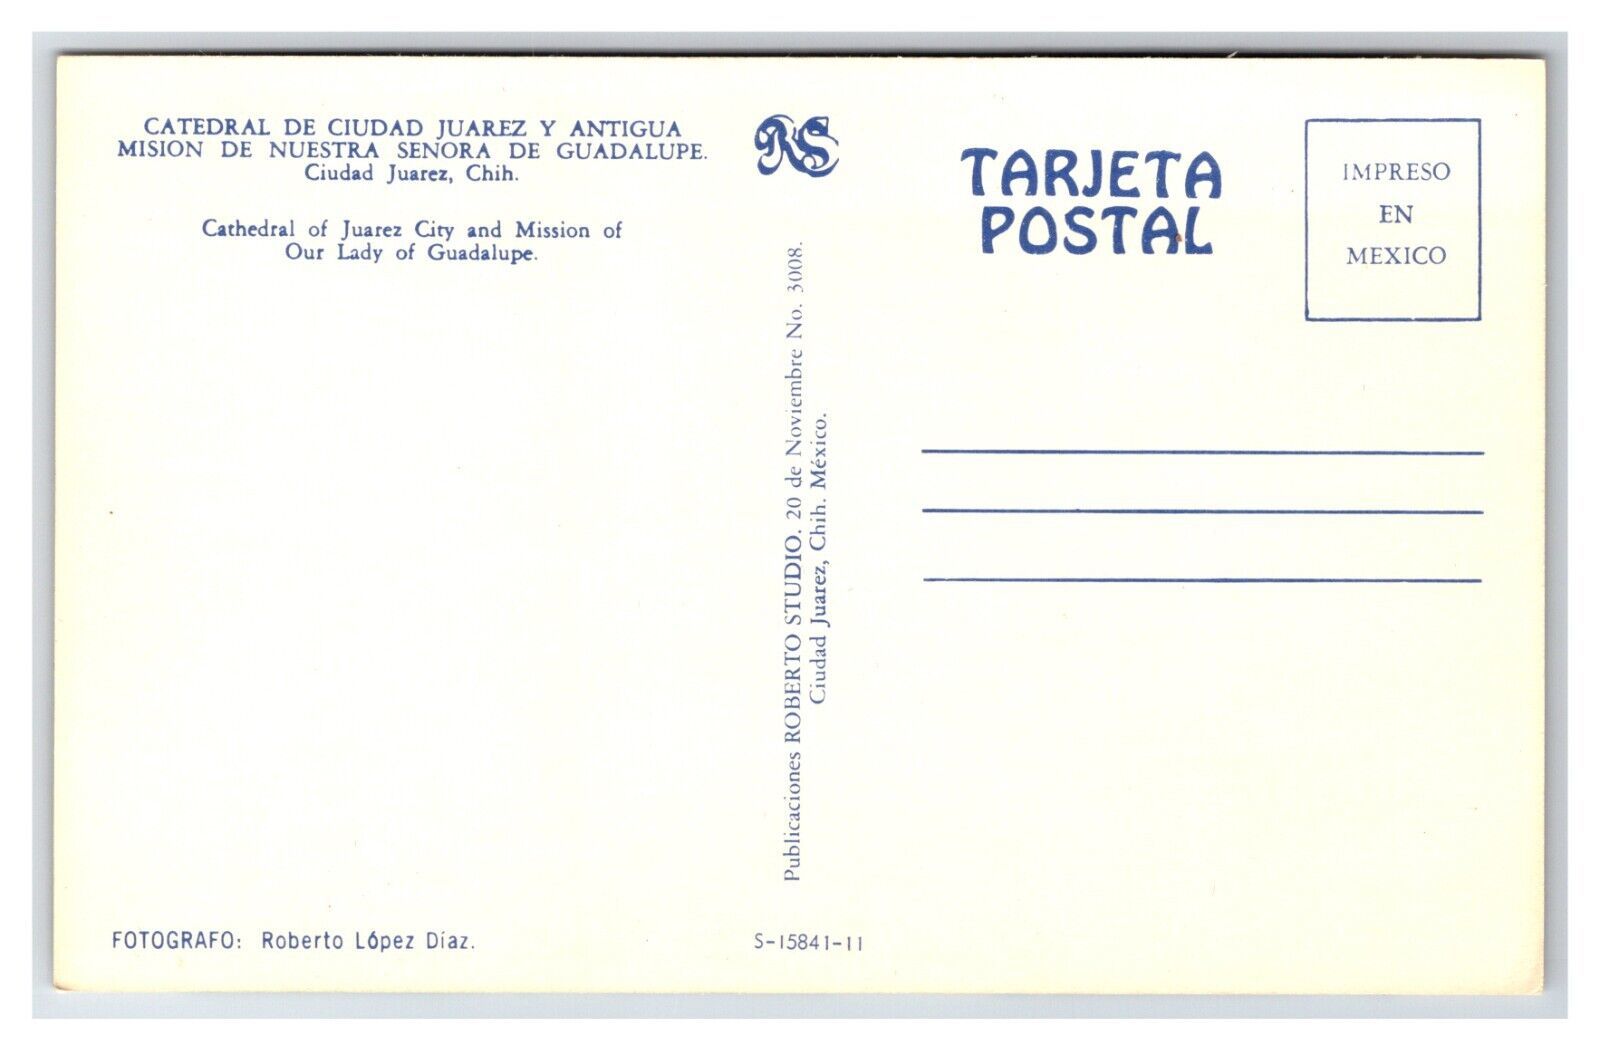 CATEDRAL DE CIUDAD JUAREZ Y ANTIGUA
MISION DE NUESTRA SENORA DE GUADALUPE.
Ciudad Juarez, Chih.
Cathedral of Juarez City and Mission of
Our Lady of Guadalupe.
FOTOGRAFO: Roberto López Díaz.
RS
Publicaciones ROBERTO STUDIO. 20 de Noviembre No. 3008.
Ciudad Juarez, Chih. México.
S-15841-11
TARJETA
POSTAL
IMPRESO
EN
MEXICO